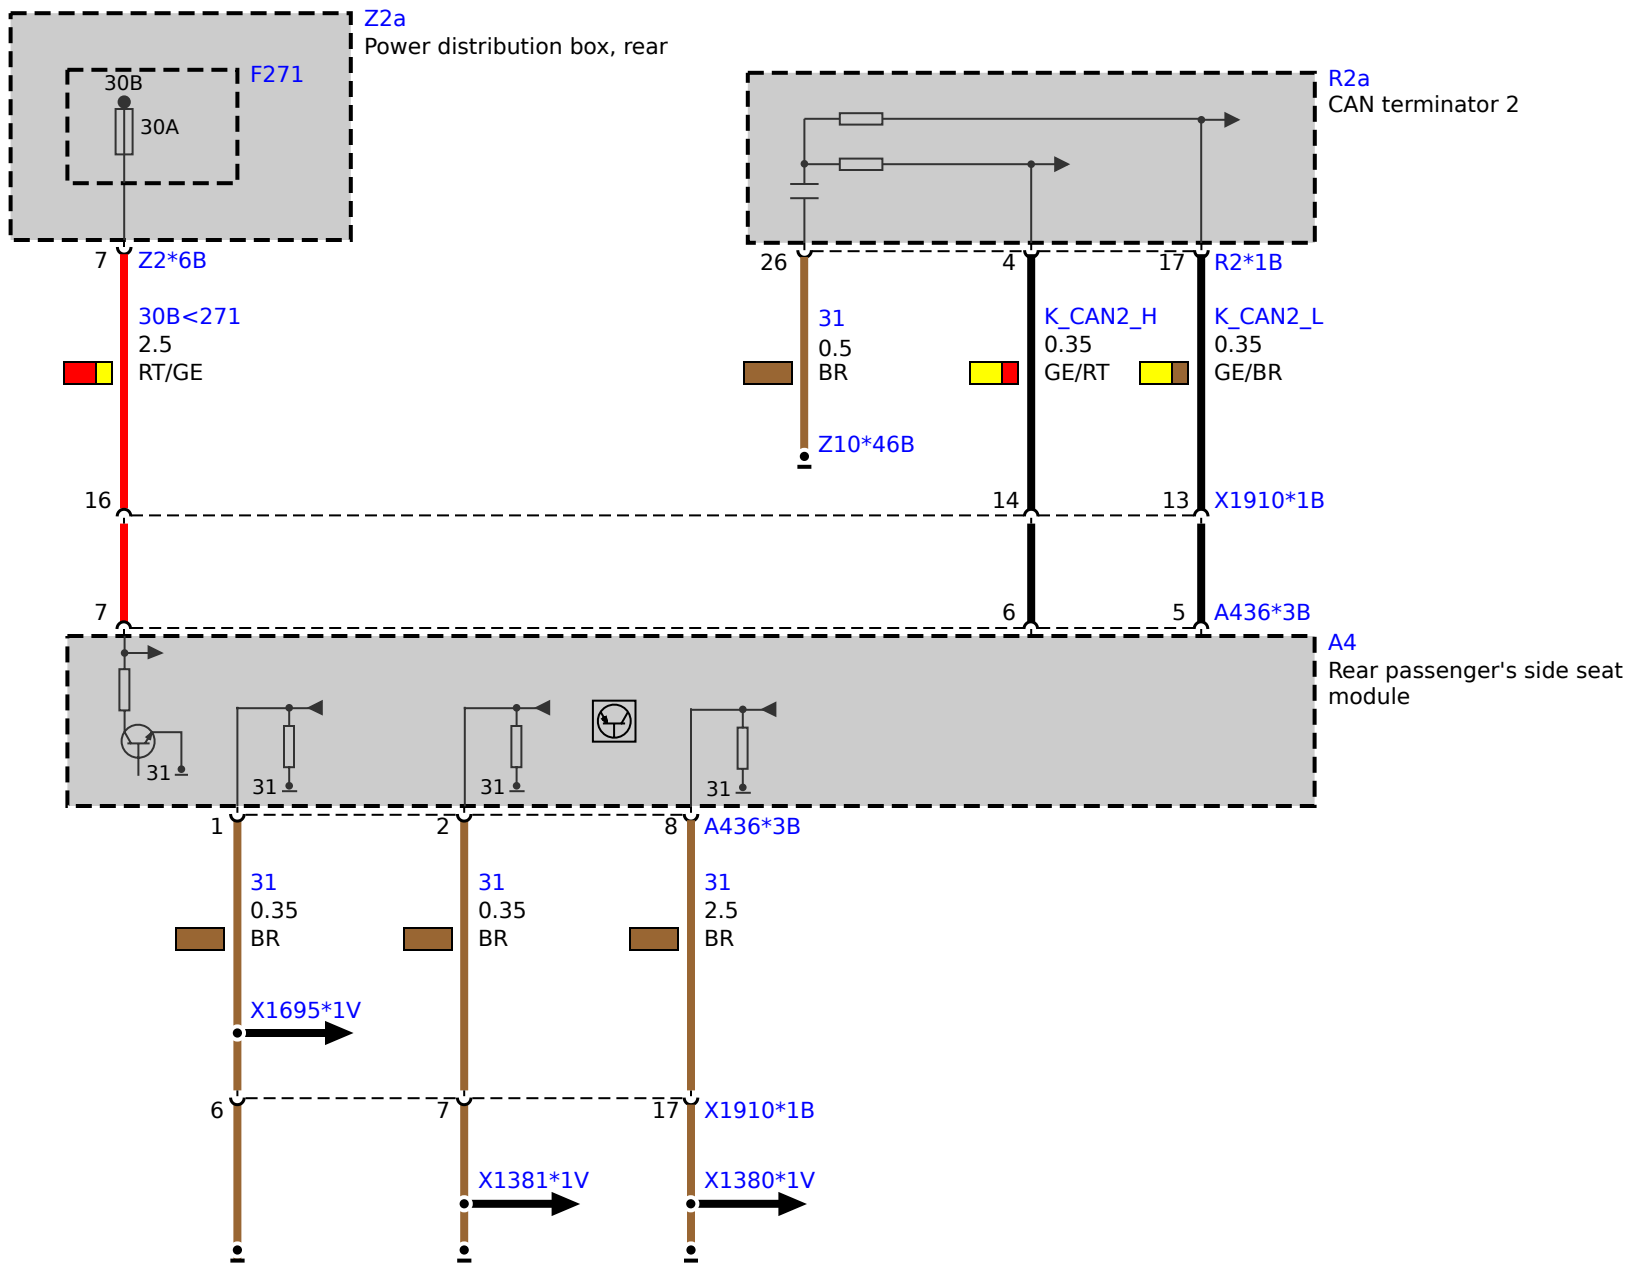 Z2a
Power distribution box, rear
F271
30B
30A
R2a
CAN terminator 2
7 Z2*6B
26
4
17 R2*1B
30B<271
2.5
RT/GE
31
0.5
BR
K_CAN2_H
0.35
GE/RT
K_CAN2_L
0.35
GE/BR
Z10*46B
16
14
13 X1910*1B
7
6
5 A436*3B
A4
Rear passenger's side seat
module
31
31
31
31
1
2
8 A436*3B
31
0.35
BR
31
0.35
BR
31
2.5
BR
X1695*1V
6
7
17 X1910*1B
X1381*1V
X1380*1V